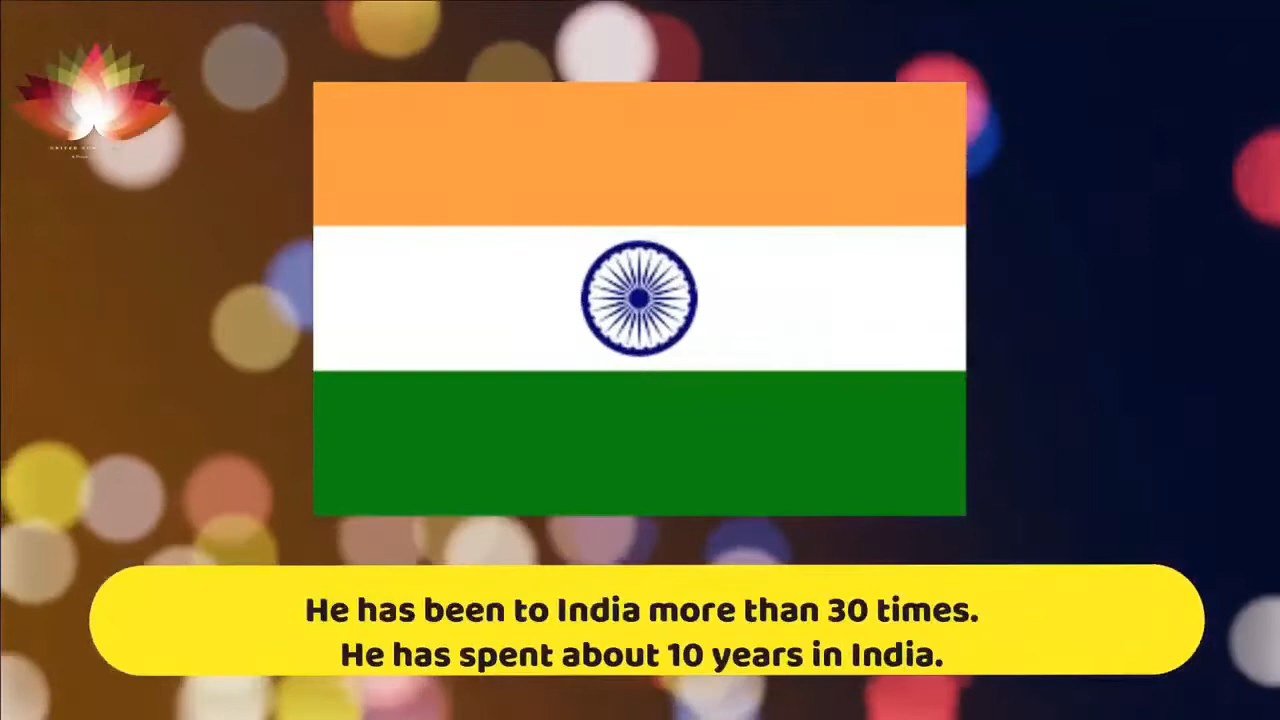 He has been to India more than 30 times.
He has spent about 10 years in India.